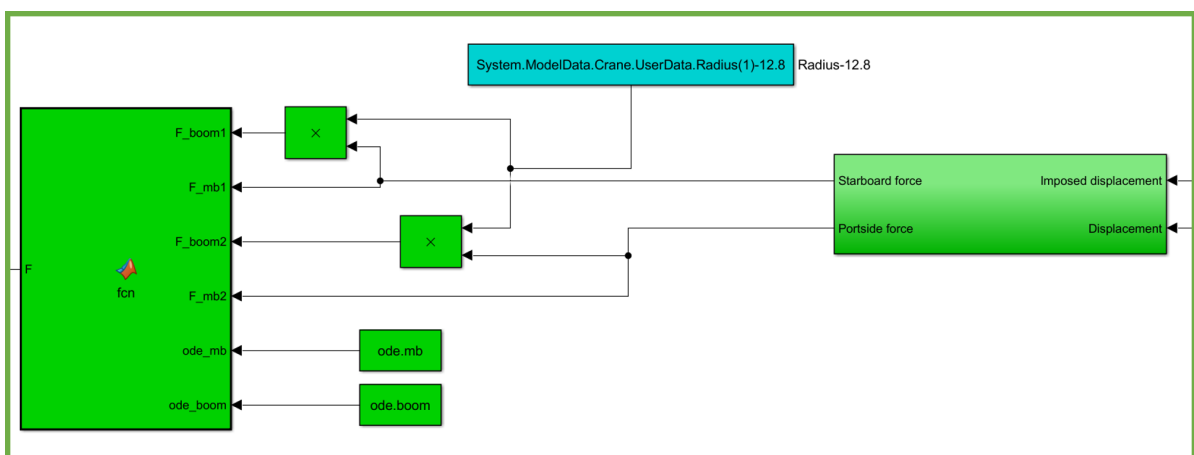 System.ModelData.Crane.UserData.Radius(1)-12.8 Radius-12.8
F_boom1
×
F_mb1
Starboard force Imposed displacement
F_boom2
×
Portside force Displacement
F
fcn
F_mb2
ode_mb ode.mb
ode_boom ode.boom